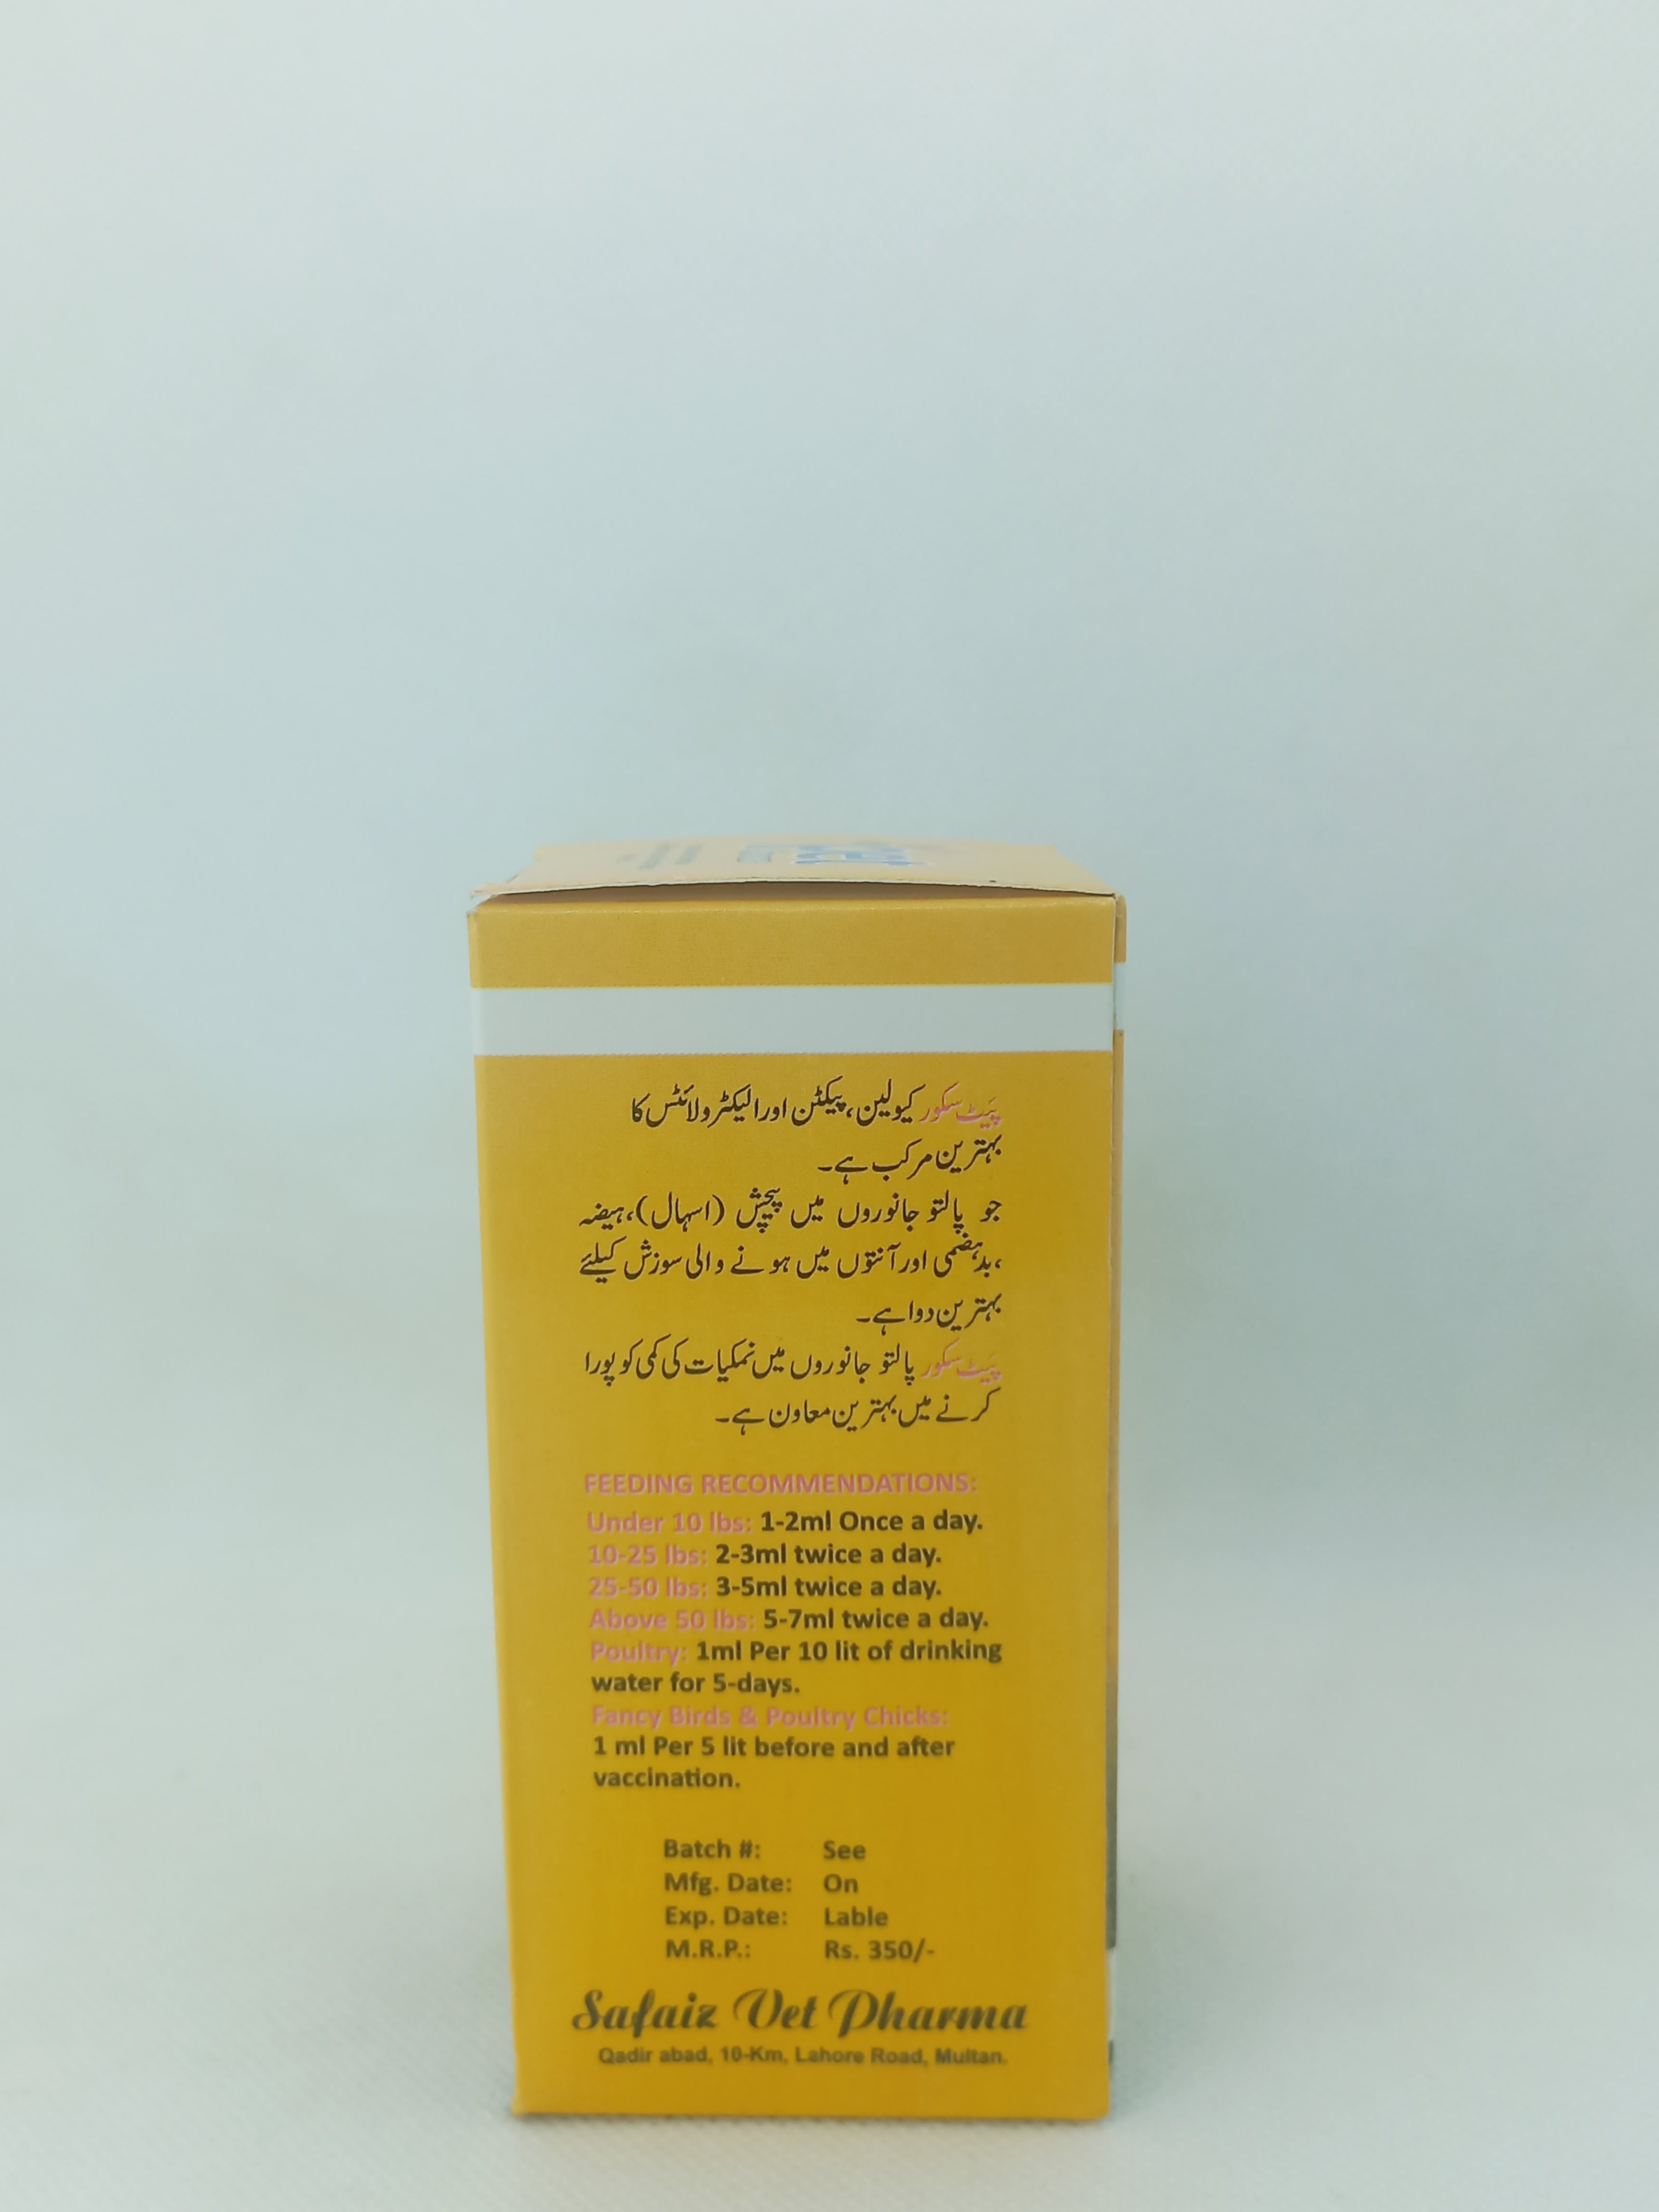 پَیٹ سکور کیولین، پیکٹن اور الیکٹرولائٹس کا
بہترین مرکب ہے۔
جو پالتو جانوروں میں پیچش (اسہال)، ہیضہ
،بدہضمی اور آنتوں میں ہونے والی سوزش کیلئے
بہترین دوا ہے۔
پَیٹ سکور پالتو جانوروں میں نمکیات کی کمی کو پورا
کرنے میں بہترین معاون ہے۔
FEEDING RECOMMENDATIONS:
Under 10 lbs: 1-2ml Once a day.
10-25 lbs: 2-3ml twice a day.
25-50 lbs: 3-5ml twice a day.
Above 50 lbs: 5-7ml twice a day.
Poultry: 1ml Per 10 lit of drinking
water for 5-days.
Fancy Birds & Poultry Chicks:
1 ml Per 5 lit before and after
vaccination.
Batch #: See
Mfg. Date: On
Exp. Date: Lable
M.R.P.: Rs. 350/-
Safaiz Vet Pharma
Qadir abad, 10-Km, Lahore Road, Multan.